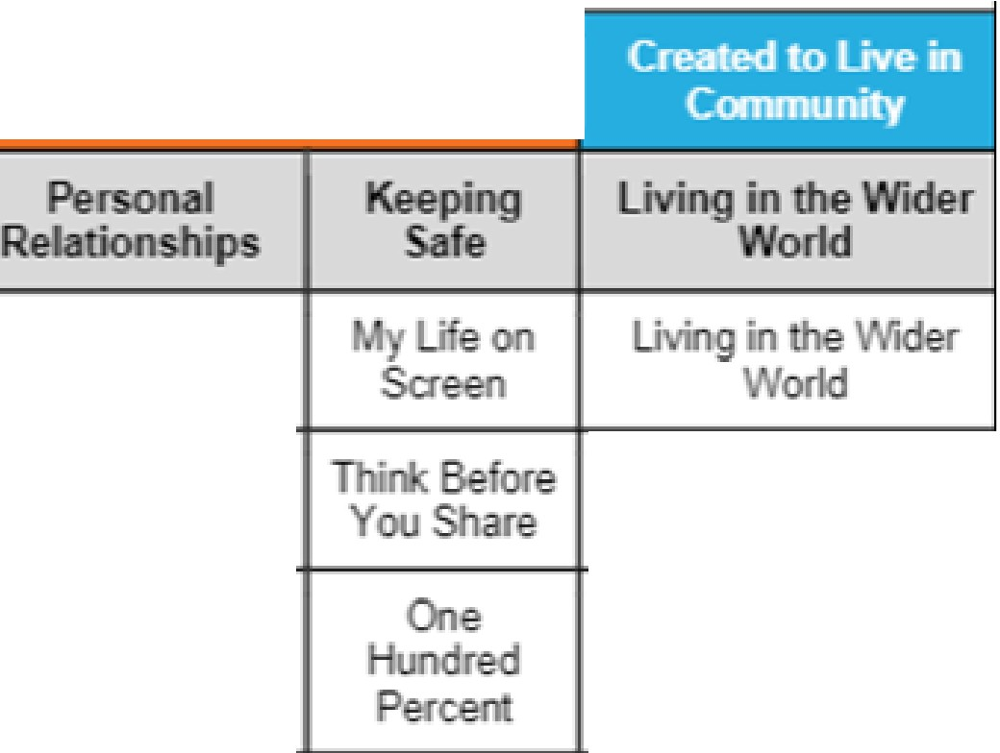 Created to Live in
Community
Personal
Relationships
Keeping
Safe
Living in the Wider
World
My Life on
Screen
Living in the Wider
World
Think Before
You Share
One
Hundred
Percent